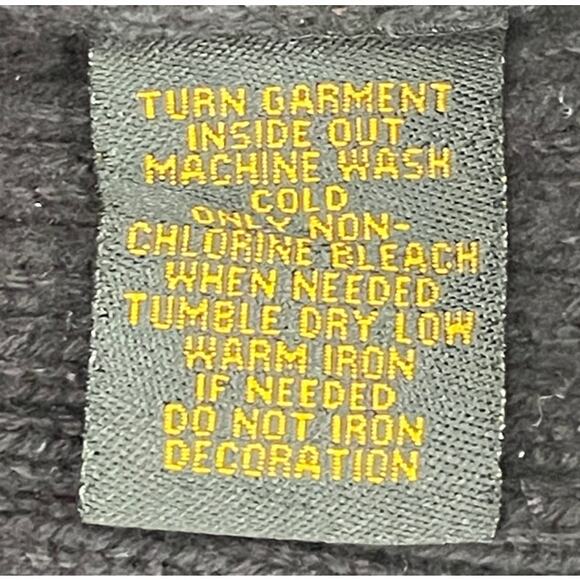 TURN GARMENT
INSIDE OUT
MACHINE WASH
COLD
ONLY NON-
CHLORINE BLEACH
WHEN NEEDED
TUMBLE DRY LOW
WARM IRON
IF NEEDED
DO NOT IRON
DECORATION